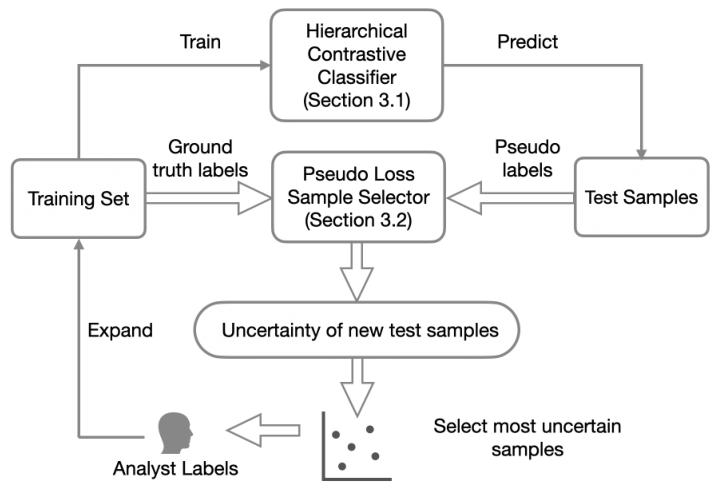 Train
Hierarchical
Contrastive
Classifier
(Section 3.1)
Predict
Ground
truth labels
Pseudo
labels
Training Set
Pseudo Loss
Sample Selector
(Section 3.2)
Test Samples
Uncertainty of new test samples
Expand
Select most uncertain
samples
Analyst Labels